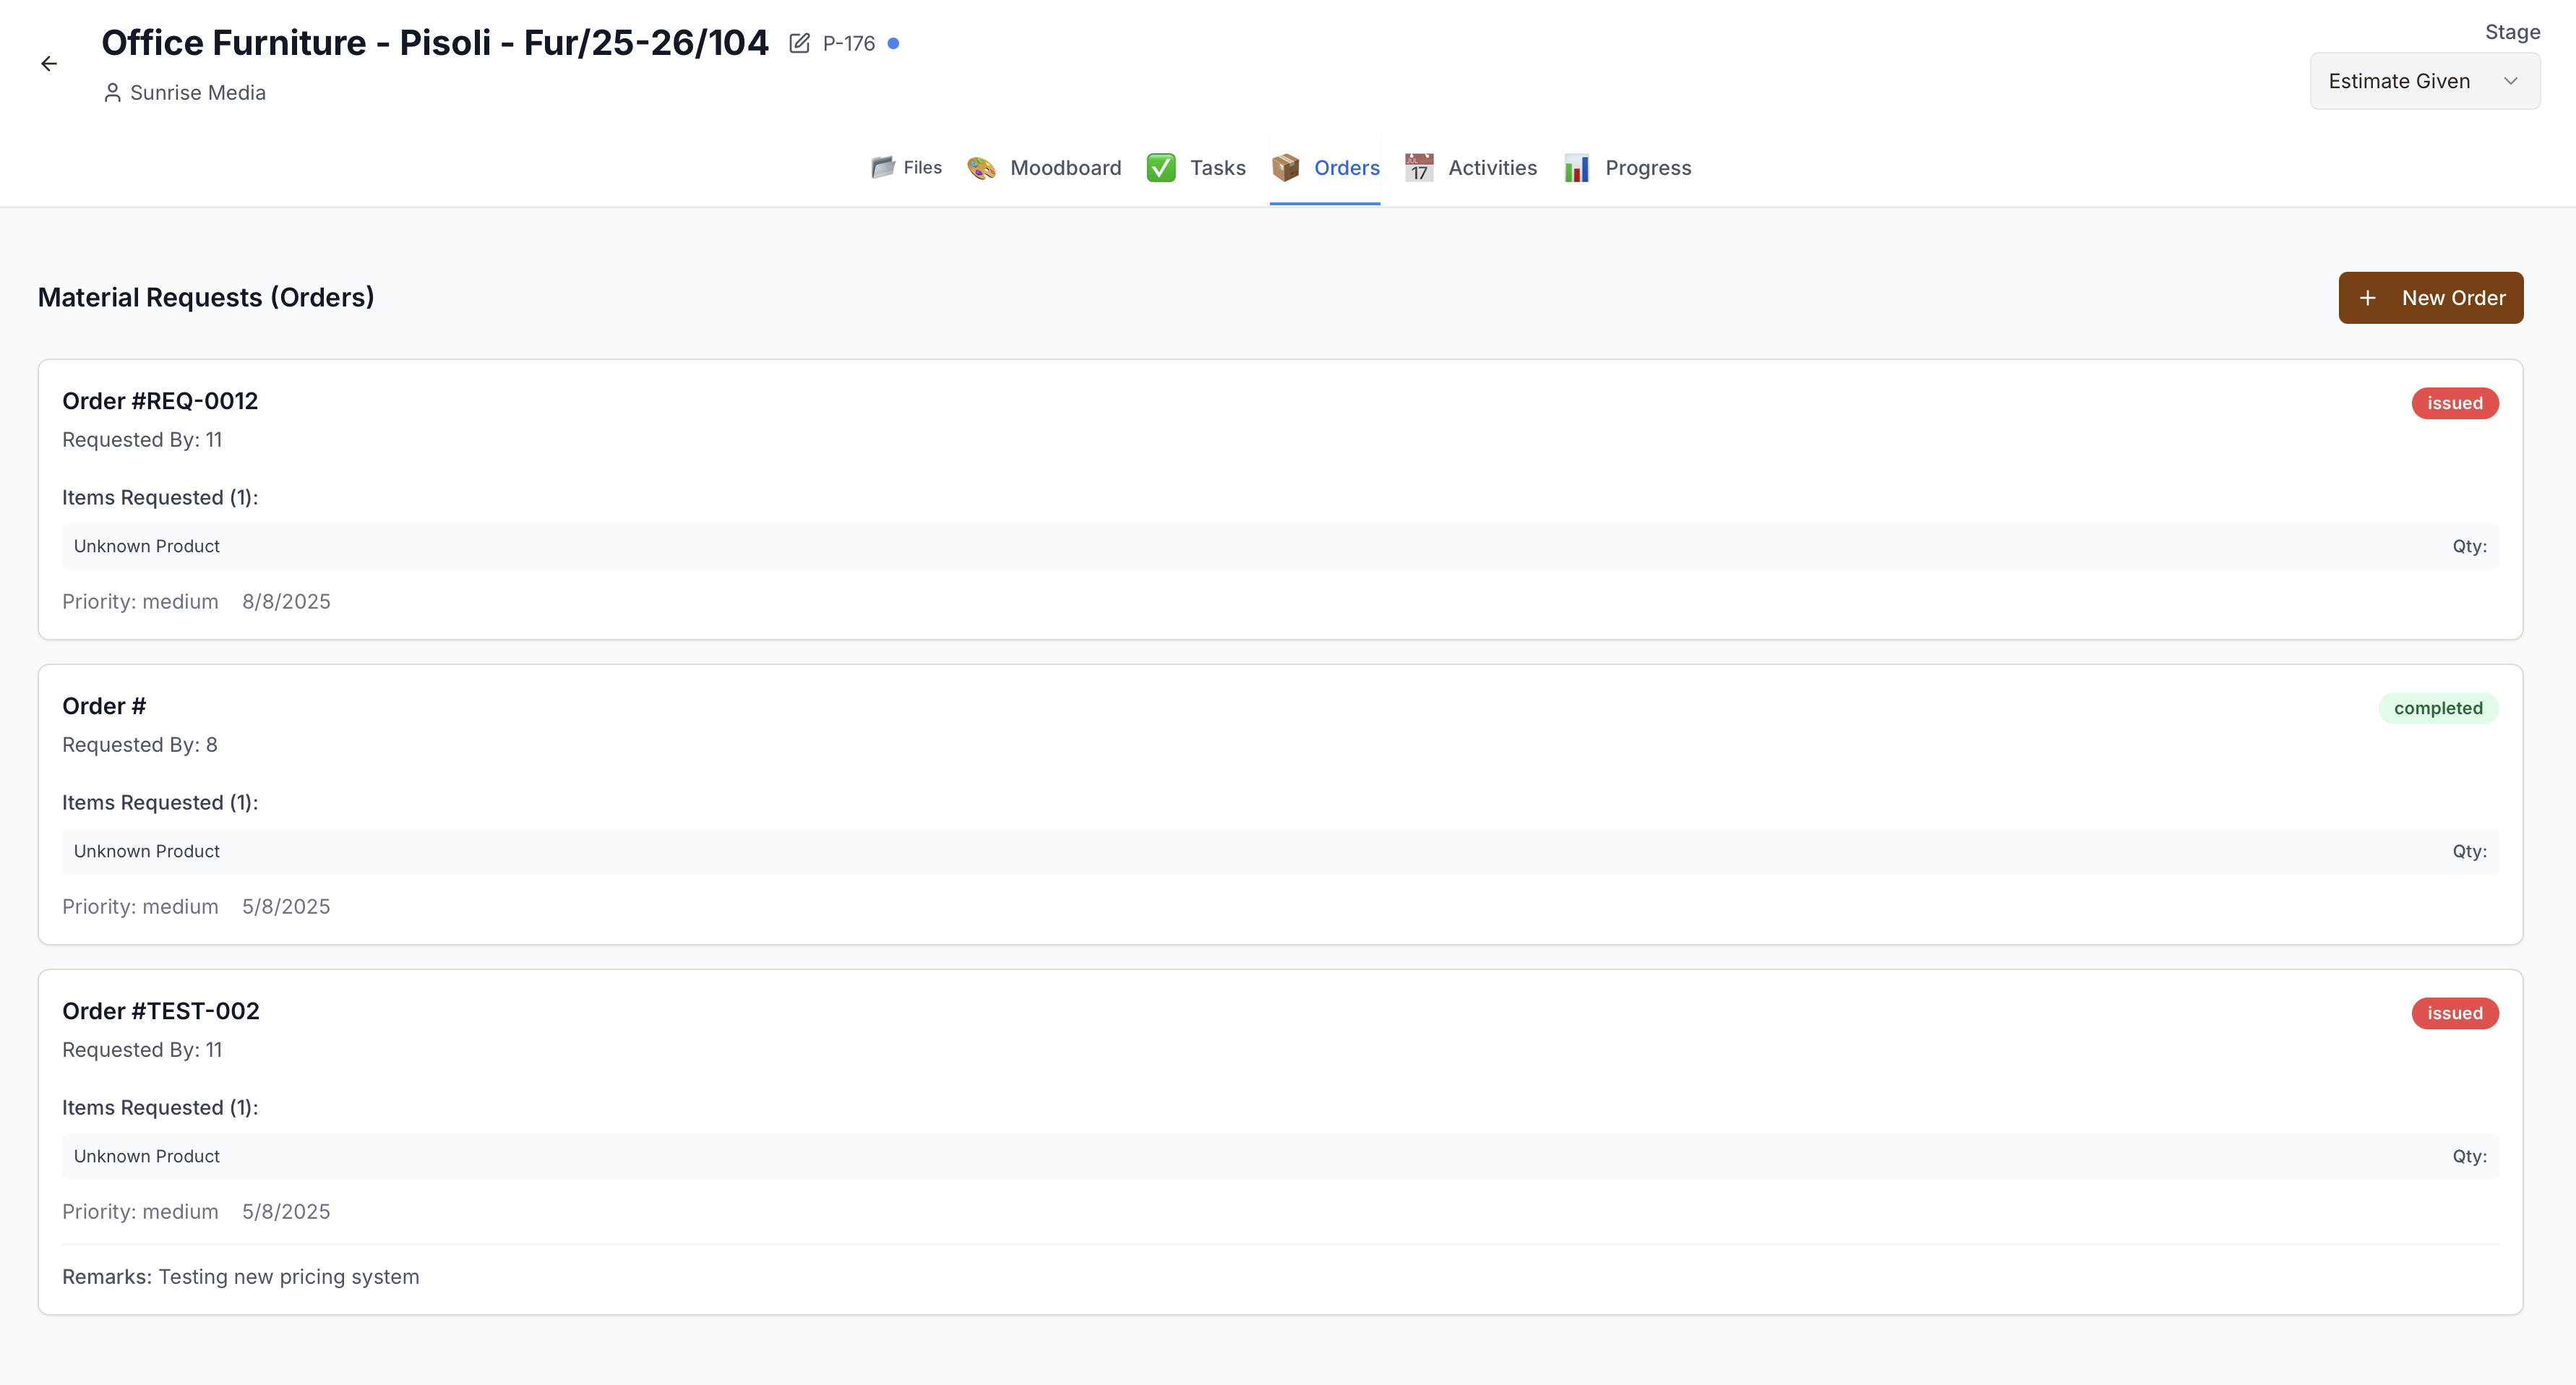 Office Furniture - Pisoli - Fur/25-26/104 P-176
Sunrise Media
Stage
Estimate Given
Files Moodboard Tasks Orders Activities Progress
Material Requests (Orders)
+ New Order
Order #REQ-0012
issued
Requested By: 11
Items Requested (1):
Unknown Product Qty:
Priority: medium 8/8/2025
Order #
completed
Requested By: 8
Items Requested (1):
Unknown Product Qty:
Priority: medium 5/8/2025
Order #TEST-002
issued
Requested By: 11
Items Requested (1):
Unknown Product Qty:
Priority: medium 5/8/2025
Remarks: Testing new pricing system